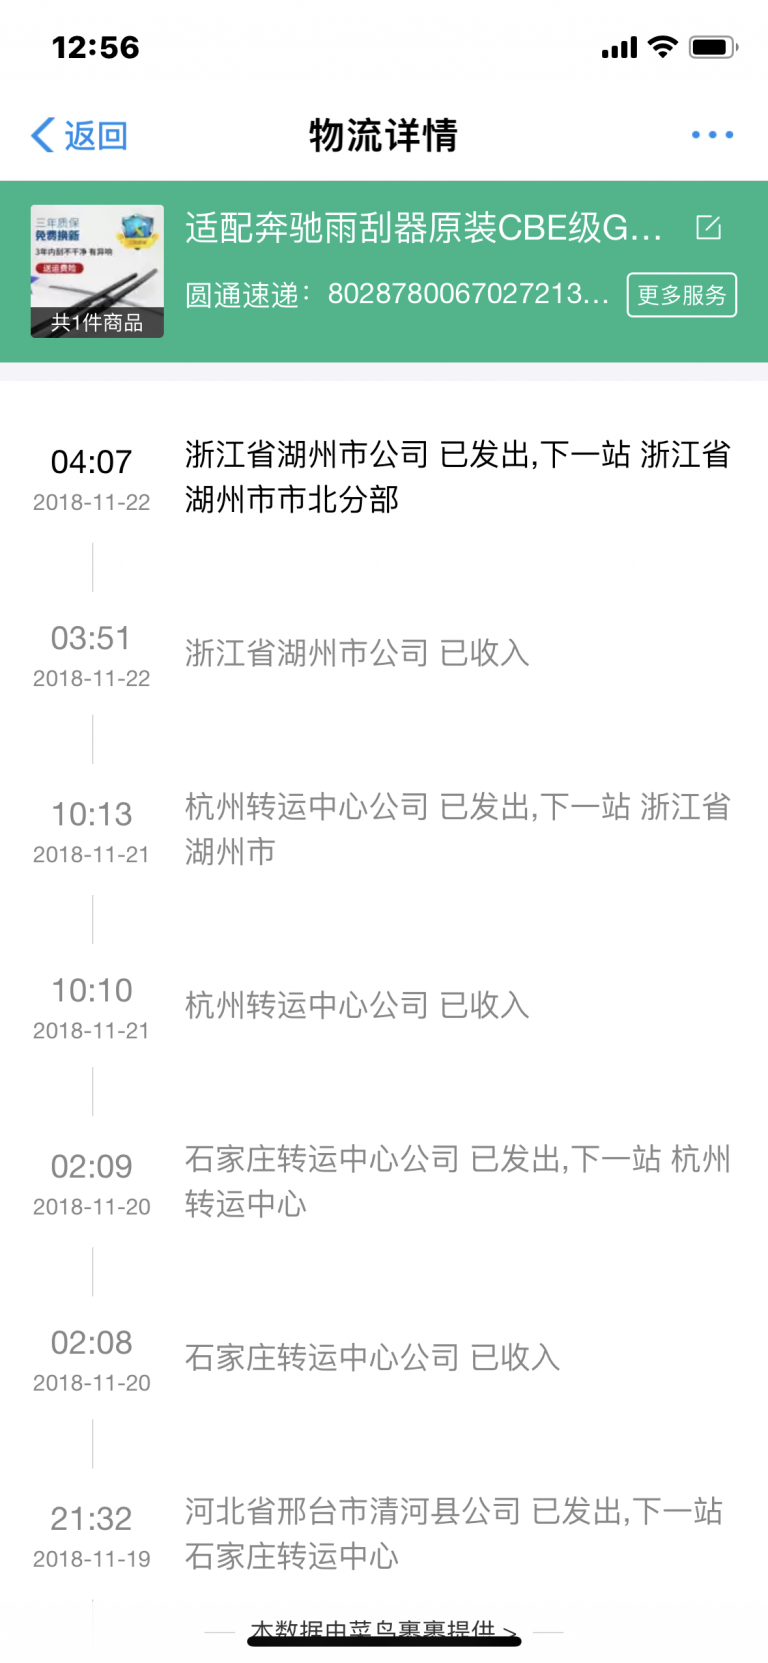 12:56
返回
物流详情
三年质保
免费换新
3年内刮不干净 有异响
送运费险
共1件商品
适配奔驰雨刮器原装CBE级G...
圆通速递：8028780067027213...
更多服务
04:07
2018-11-22
浙江省湖州市公司 已发出,下一站 浙江省
湖州市市北分部
03:51
2018-11-22
浙江省湖州市公司 已收入
10:13
2018-11-21
杭州转运中心公司 已发出,下一站 浙江省
湖州市
10:10
2018-11-21
杭州转运中心公司 已收入
02:09
2018-11-20
石家庄转运中心公司 已发出,下一站 杭州
转运中心
02:08
2018-11-20
石家庄转运中心公司 已收入
21:32
2018-11-19
河北省邢台市清河县公司 已发出,下一站
石家庄转运中心
本数据由菜鸟裹裹提供 >